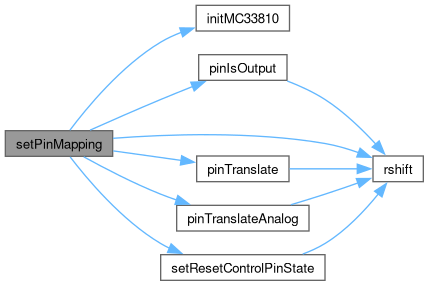 initMC33810
pinIsOutput
setPinMapping
pinTranslate
rshift
pinTranslateAnalog
setResetControlPinState